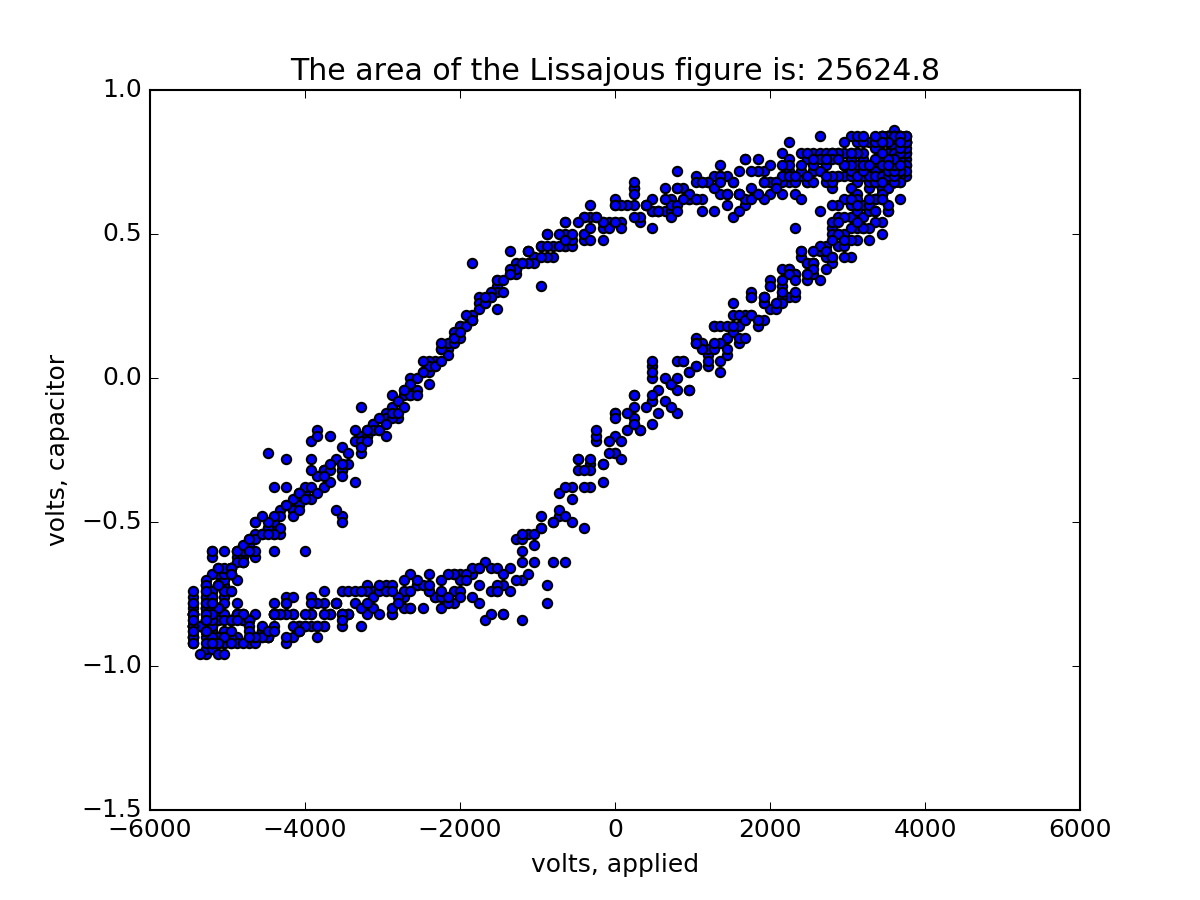 The area of the Lissajous figure is: 25624.8
1.0
0.5
0.0
−0.5
−1.0
−1.5
volts, capacitor
−6000 −4000 −2000 0 2000 4000 6000
volts, applied